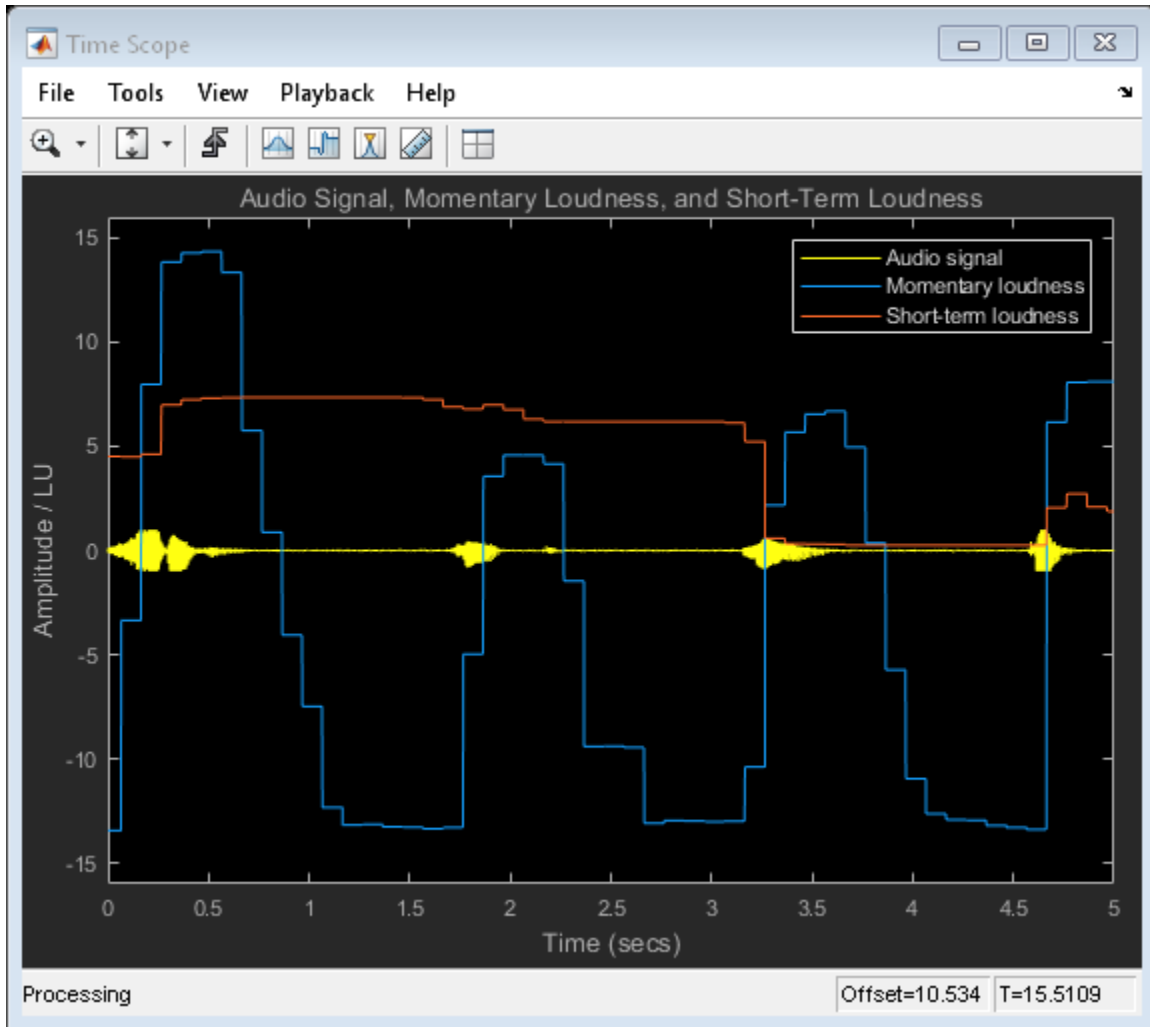 Time Scope
File Tools View Playback Help
Audio Signal, Momentary Loudness, and Short-Term Loudness
Audio signal
Momentary loudness
Short-term loudness
Amplitude / LU
15
10
5
0
-5
-10
-15
0 0.5 1 1.5 2 2.5 3 3.5 4 4.5 5
Time (secs)
Processing Offset=10.534 T=15.5109